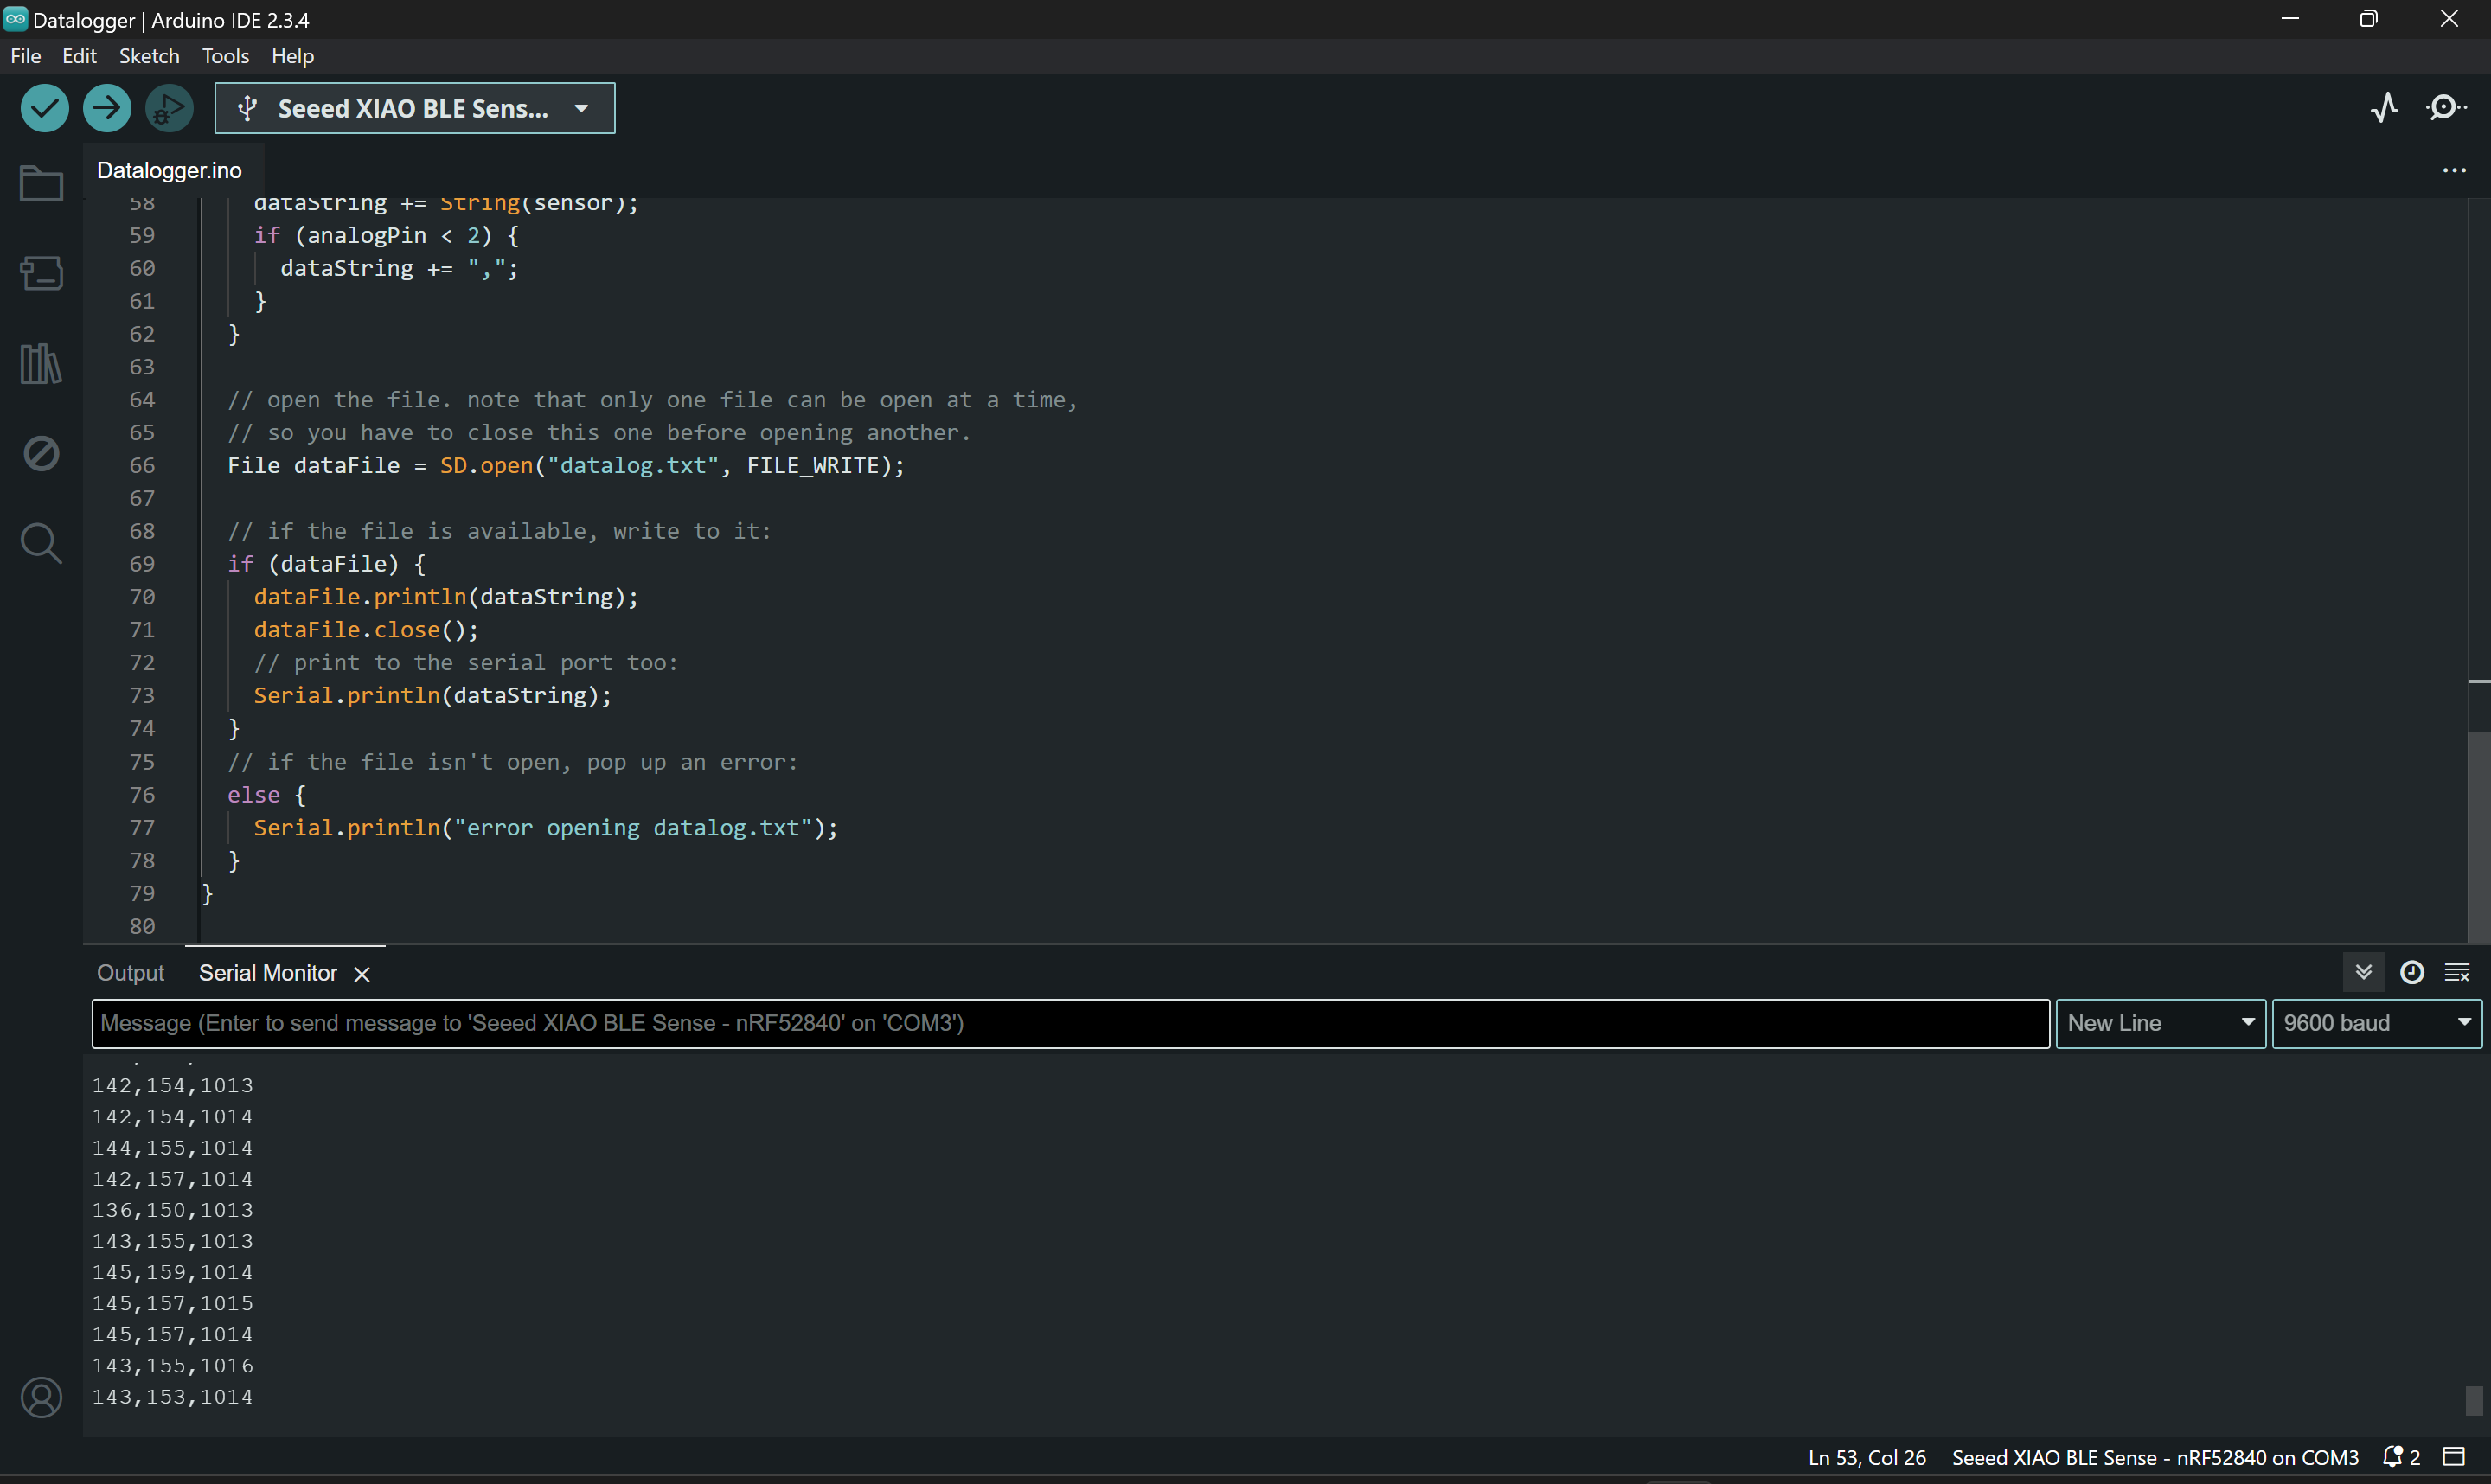 Datalogger | Arduino IDE 2.3.4
File Edit Sketch Tools Help
Seeed XIAO BLE Sens...
Datalogger.ino
58 dataString += String(sensor);
59 if (analogPin < 2) {
60 dataString += ",";
61 }
62 }
63
64 // open the file. note that only one file can be open at a time,
65 // so you have to close this one before opening another.
66 File dataFile = SD.open("datalog.txt", FILE_WRITE);
67
68 // if the file is available, write to it:
69 if (dataFile) {
70 dataFile.println(dataString);
71 dataFile.close();
72 // print to the serial port too:
73 Serial.println(dataString);
74 }
75 // if the file isn't open, pop up an error:
76 else {
77 Serial.println("error opening datalog.txt");
78 }
79 }
80
Output Serial Monitor
Message (Enter to send message to 'Seeed XIAO BLE Sense - nRF52840' on 'COM3') New Line 9600 baud
142,154,1013
142,154,1014
144,155,1014
142,157,1014
136,150,1013
143,155,1013
145,159,1014
145,157,1015
145,157,1014
143,155,1016
143,153,1014
Ln 53, Col 26 Seeed XIAO BLE Sense - nRF52840 on COM3 2